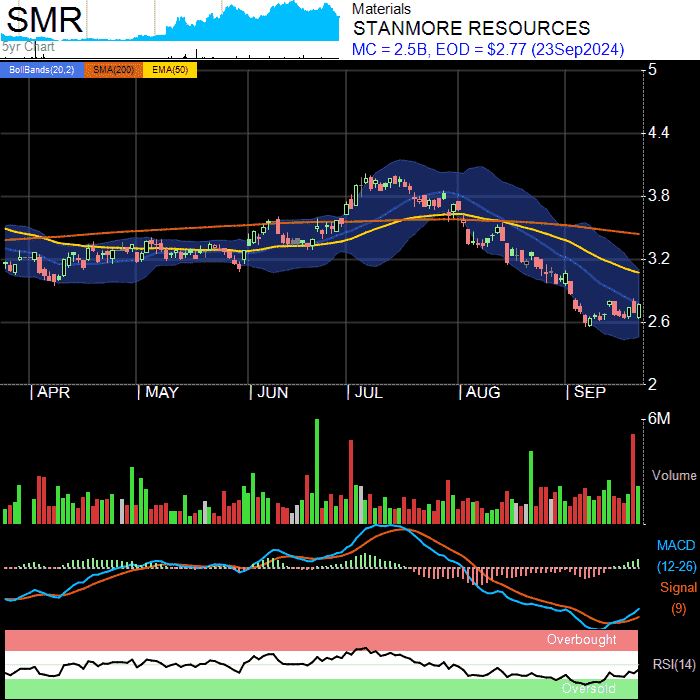 SMR
5yr Chart
Materials
STANMORE RESOURCES
MC = 2.5B, EOD = $2.77 (23Sep2024)
BollBands(20,2) SMA(200) EMA(50)
5
4.4
3.8
3.2
2.6
2
APR MAY JUN JUL AUG SEP
6M
Volume
MACD
(12-26)
Signal
(9)
Overbought
RSI(14)
Oversold